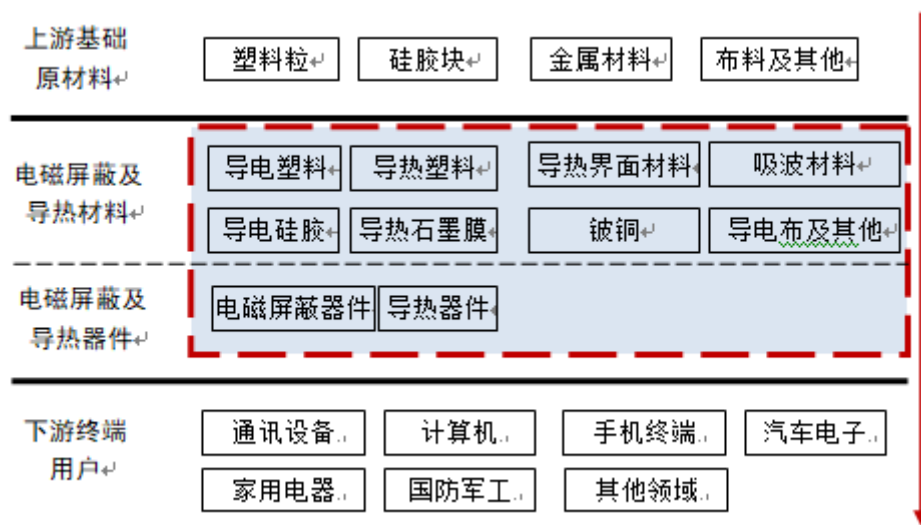 上游基础
原材料
塑料粒 硅胶块 金属材料 布料及其他
电磁屏蔽及
导热材料
导电塑料 导热塑料 导热界面材料 吸波材料
导电硅胶 导热石墨膜 铍铜 导电布及其他
电磁屏蔽及
导热器件
电磁屏蔽器件 导热器件
下游终端
用户
通讯设备 计算机 手机终端 汽车电子
家用电器 国防军工 其他领域